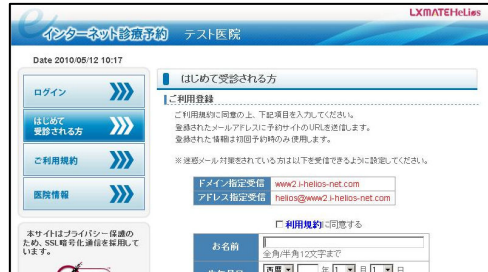 LXMATEHeLios
インターネット診療予約 テスト医院
Date 2010/05/12 10:17
ログイン
はじめて
受診される方
ご利用規約
医院情報
本サイトはプライバシー保護の
ため、SSL暗号化通信を採用して
います。
はじめて受診される方
ご利用登録
ご利用規約に同意の上、下記項目を入力してください。
登録されたメールアドレスに予約サイトのURLを送信します。
登録された情報は初回予約時のみ使用します。
※迷惑メール対策をされている方は以下を受信できるように設定してください。
ドメイン指定受信 www2.i-helios-net.com
アドレス指定受信 helios@www2.i-helios-net.com
利用規約に同意する
お名前
全角/半角12文字まで
西暦 年 1 月 1 日